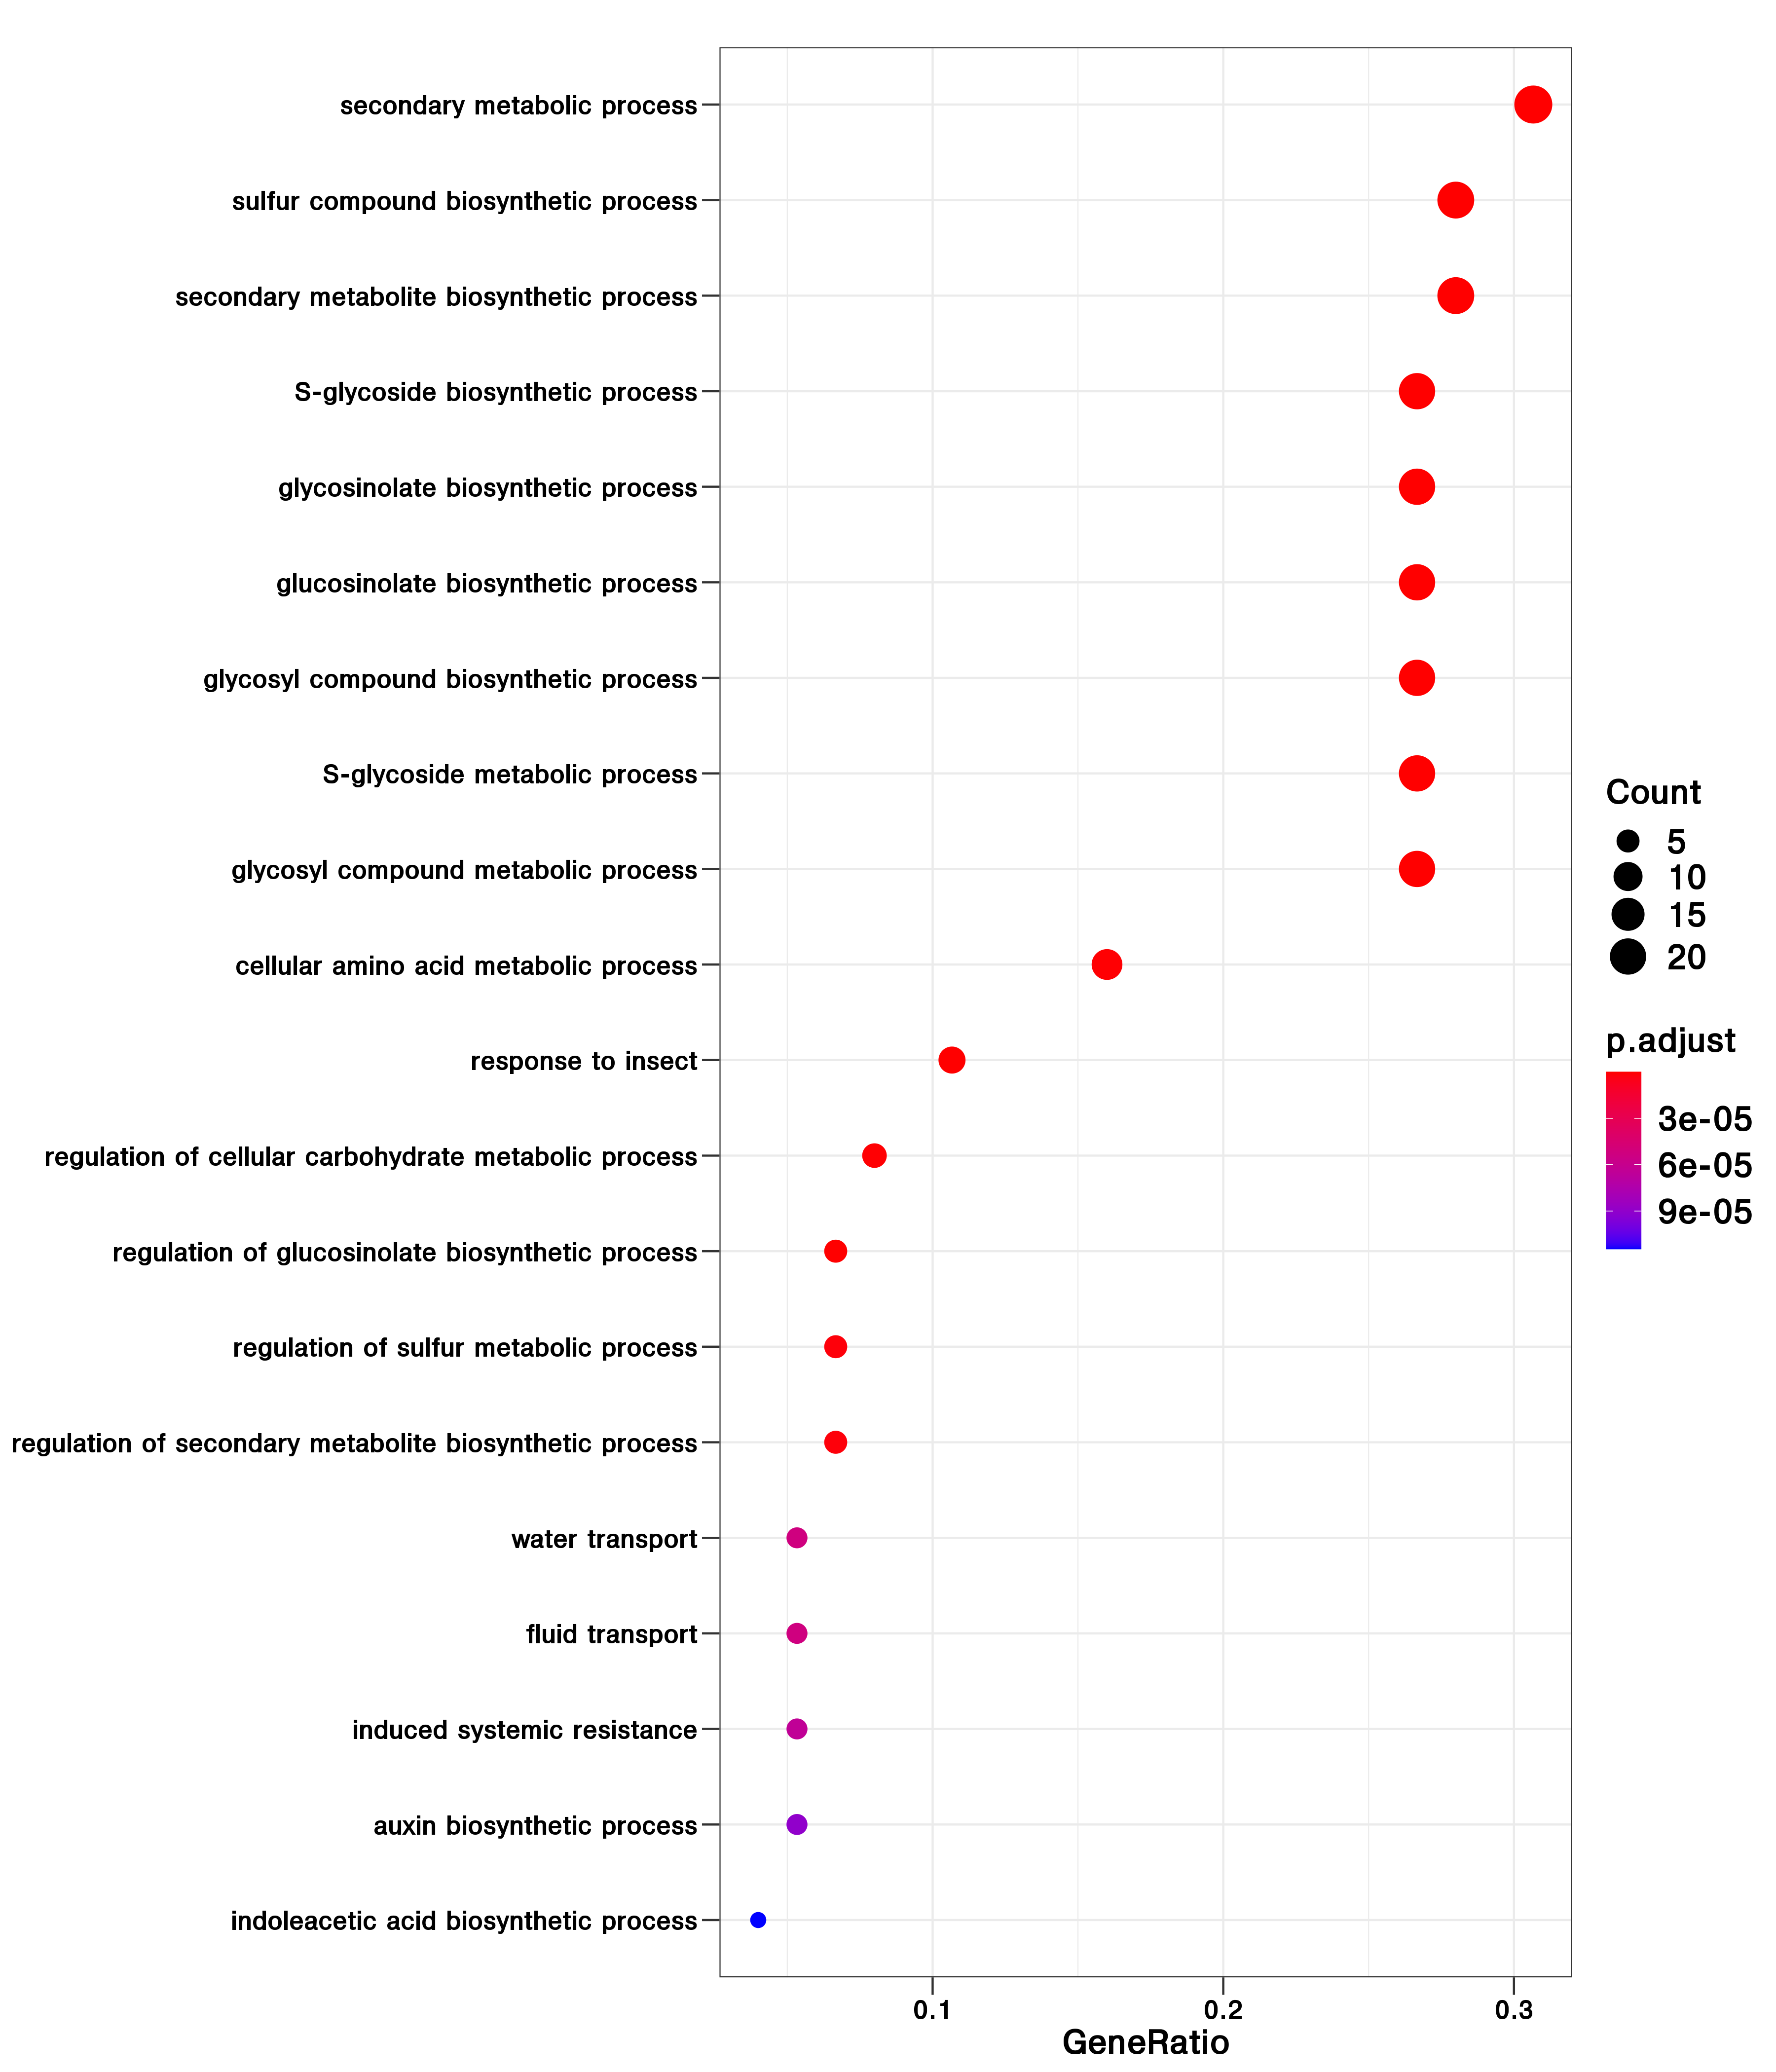 secondary metabolic process
sulfur compound biosynthetic process
secondary metabolite biosynthetic process
S-glycoside biosynthetic process
glycosinolate biosynthetic process
glucosinolate biosynthetic process
glycosyl compound biosynthetic process
S-glycoside metabolic process
glycosyl compound metabolic process
cellular amino acid metabolic process
response to insect
regulation of cellular carbohydrate metabolic process
regulation of glucosinolate biosynthetic process
regulation of sulfur metabolic process
regulation of secondary metabolite biosynthetic process
water transport
fluid transport
induced systemic resistance
auxin biosynthetic process
indoleacetic acid biosynthetic process
0.1 0.2 0.3
GeneRatio
Count
5
10
15
20
p.adjust
3e-05
6e-05
9e-05